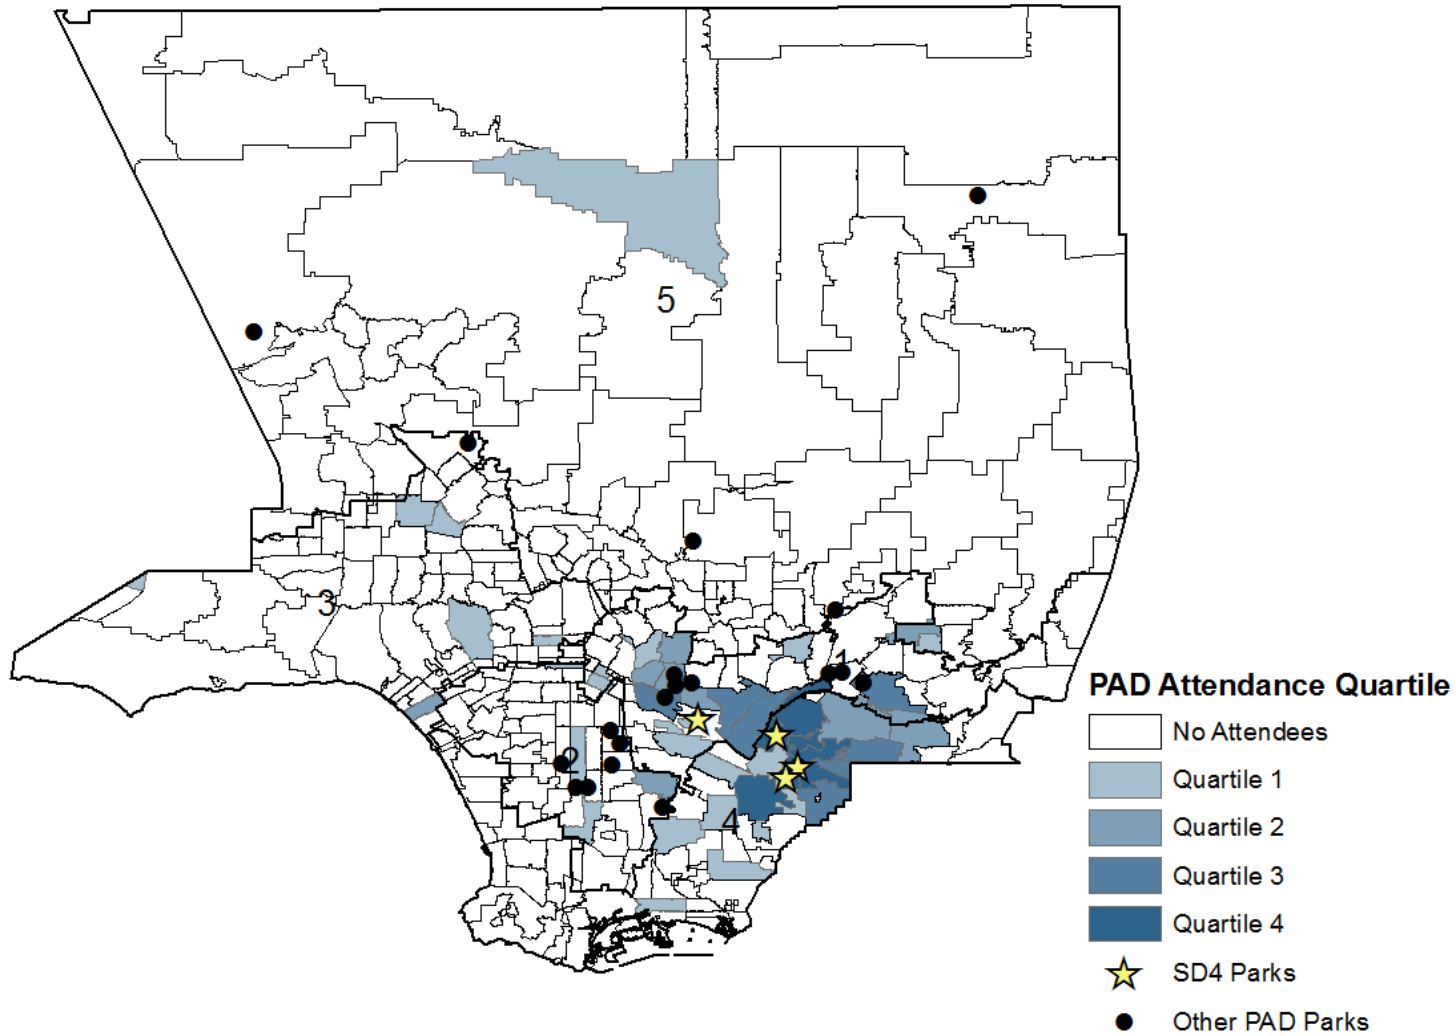 5
3
1
2
4
PAD Attendance Quartile
No Attendees
Quartile 1
Quartile 2
Quartile 3
Quartile 4
SD4 Parks
Other PAD Parks